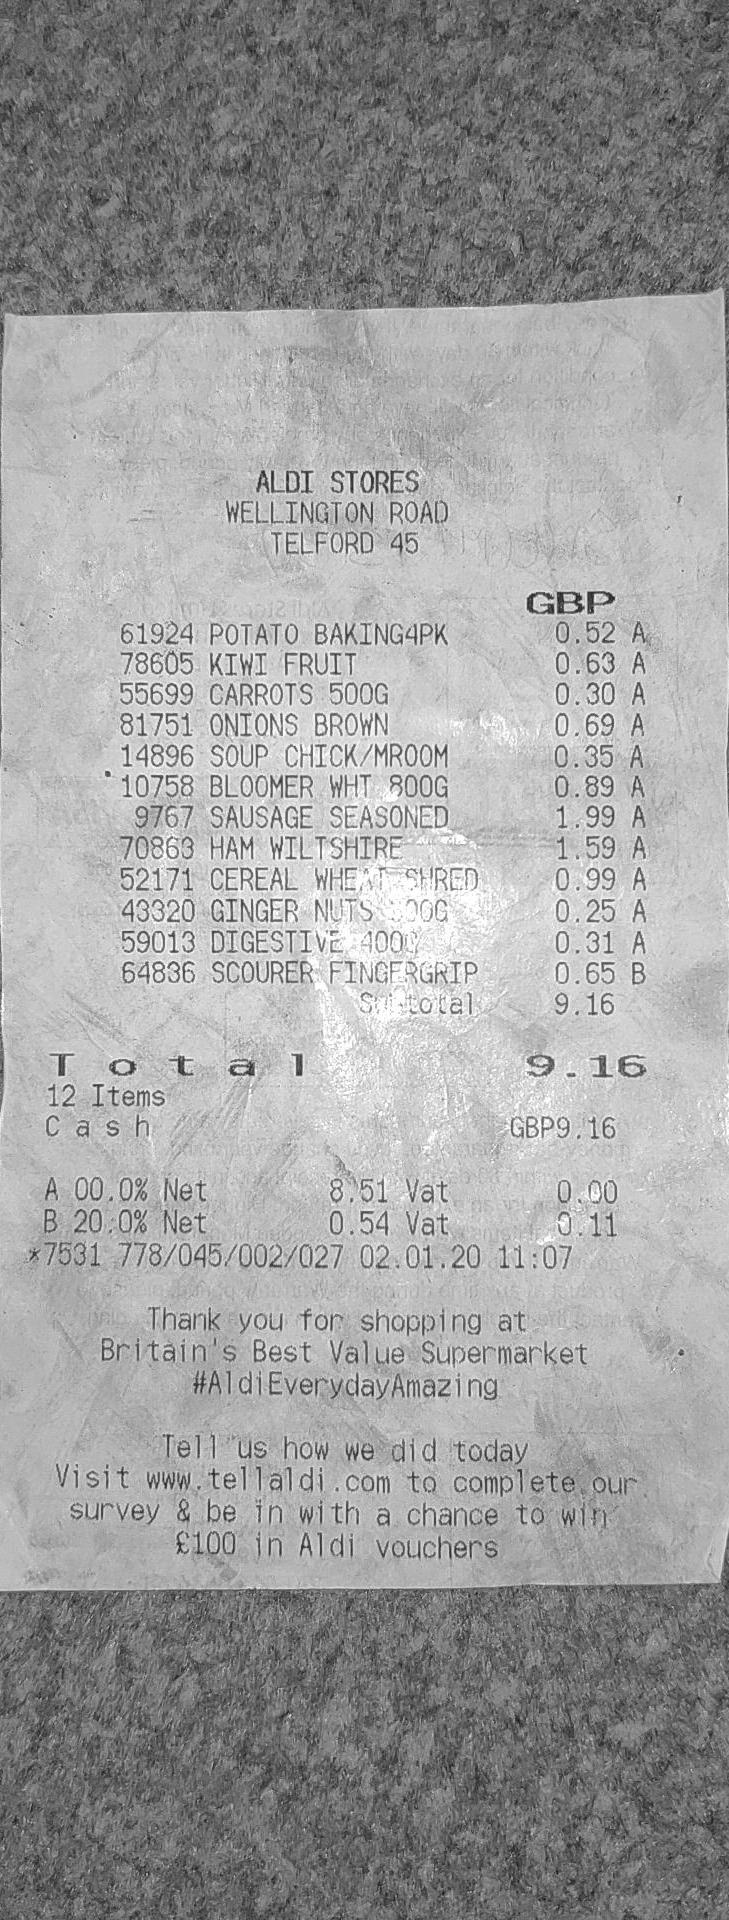 ALDI STORES
WELLINGTON ROAD
TELFORD 45
GBP
61924 POTATO BAKING4PK 0.52 A
78605 KIWI FRUIT 0.63 A
55699 CARROTS 500G 0.30 A
81751 ONIONS BROWN 0.69 A
14896 SOUP CHICK/MROOM 0.35 A
10758 BLOOMER WHT 800G 0.89 A
9767 SAUSAGE SEASONED 1.99 A
70863 HAM WILTSHIRE 1.59 A
52171 CEREAL WHEAT SHRED 0.99 A
43320 GINGER NUTS 0.25 A
59013 DIGESTIVE 400G 0.31 A
64836 SCOURER FINGERGRIP 0.65 B
Subtotal 9.16
Total 9.16
12 Items
Cash GBP9.16
A 00.0% Net 8.51 Vat 0.00
B 20.0% Net 0.54 Vat 0.11
*7531 778/045/002/027 02.01.20 11:07
Thank you for shopping at
Britain's Best Value Supermarket
#AldiEverydayAmazing
Tell us how we did today
Visit www.tellaldi.com to complete our
survey & be in with a chance to win
£100 in Aldi vouchers